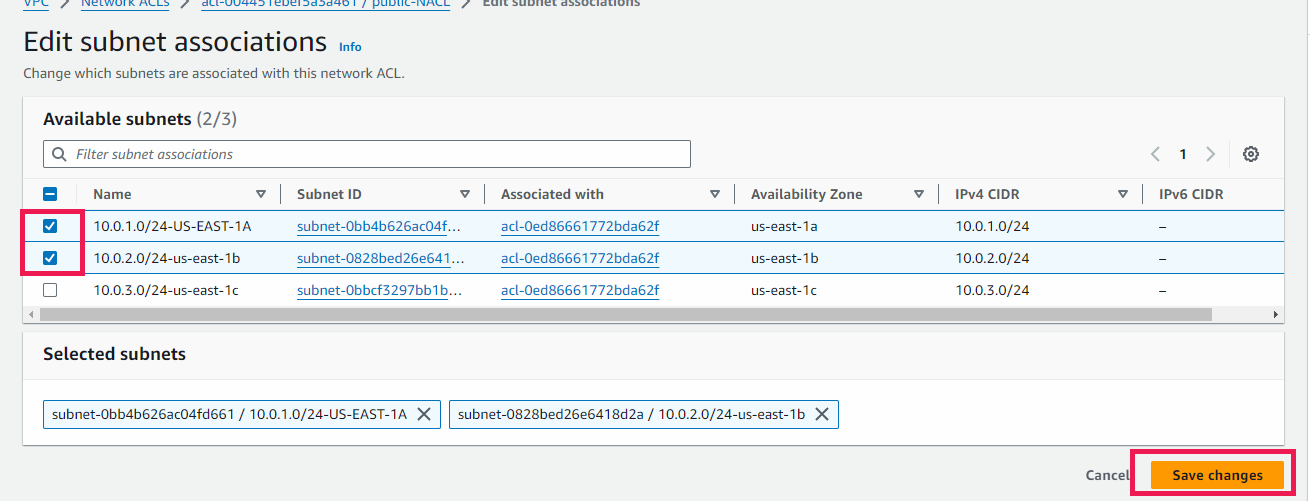 VPC > Network ACLs > acl-004451ebef5a3a461 / public-NACL > Edit subnet associations
Edit subnet associations Info
Change which subnets are associated with this network ACL.
Available subnets (2/3)
Filter subnet associations 1
Name Subnet ID Associated with Availability Zone IPv4 CIDR IPv6 CIDR
10.0.1.0/24-US-EAST-1A subnet-0bb4b626ac04f... acl-0ed86661772bda62f us-east-1a 10.0.1.0/24 –
10.0.2.0/24-us-east-1b subnet-0828bed26e641... acl-0ed86661772bda62f us-east-1b 10.0.2.0/24 –
10.0.3.0/24-us-east-1c subnet-0bbcf3297bb1b... acl-0ed86661772bda62f us-east-1c 10.0.3.0/24 –
Selected subnets
subnet-0bb4b626ac04fd661 / 10.0.1.0/24-US-EAST-1A subnet-0828bed26e6418d2a / 10.0.2.0/24-us-east-1b
Cancel Save changes